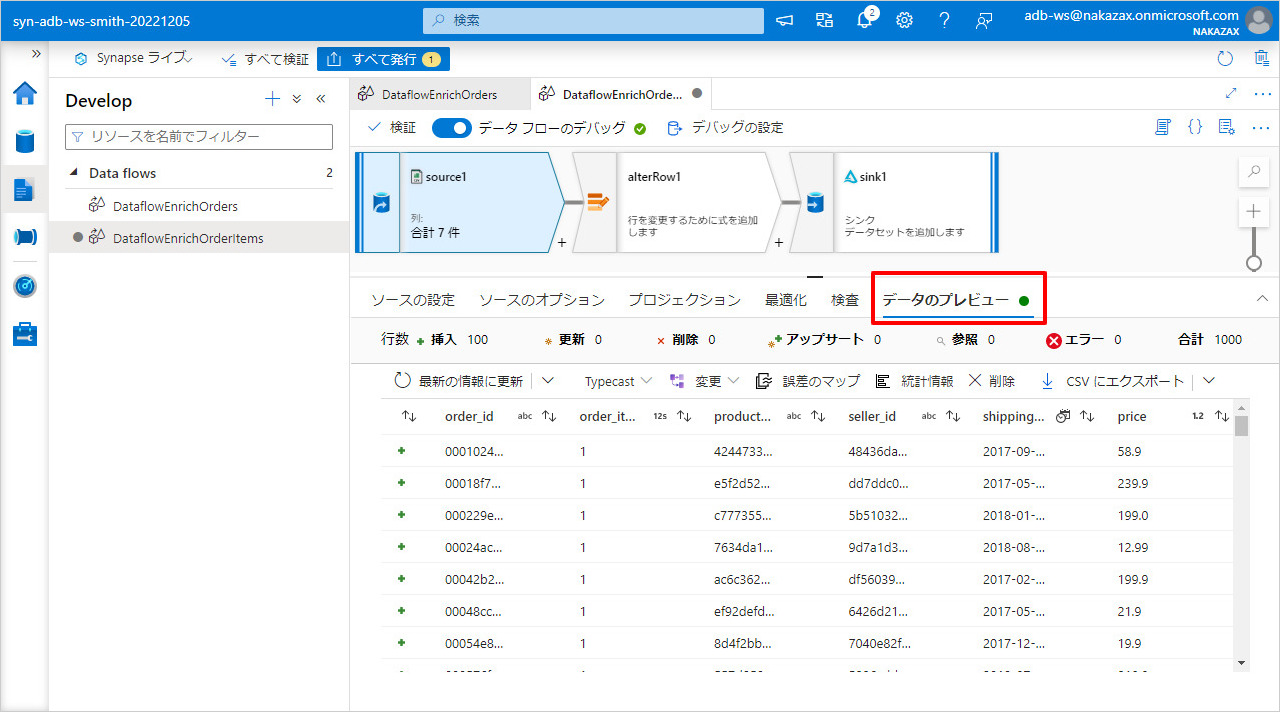 syn-adb-ws-smith-20221205
検索
2
adb-ws@nakazax.onmicrosoft.com
NAKAZAX
Synapse ライブ
すべて検証
すべて発行 1
Develop
リソースを名前でフィルター
Data flows 2
DataflowEnrichOrders
DataflowEnrichOrderItems
DataflowEnrichOrders
DataflowEnrichOrde...
検証
データ フローのデバッグ
デバッグの設定
source1
列:
合計 7 件
+
alterRow1
行を変更するために式を追加
します
+
sink1
シンク
データセットを追加します
ソースの設定 ソースのオプション プロジェクション 最適化 検査 データのプレビュー
行数 挿入 100 更新 0 削除 0 アップサート 0 参照 0 エラー 0 合計 1000
最新の情報に更新 Typecast 変更 誤差のマップ 統計情報 削除 CSV にエクスポート
order_id abc order_it... 12s product... abc seller_id abc shipping... price 1.2
0001024... 1 4244733... 48436da... 2017-09-... 58.9
00018f7... 1 e5f2d52... dd7ddc0... 2017-05-... 239.9
000229e... 1 c777355... 5b51032... 2018-01-... 199.0
00024ac... 1 7634da1... 9d7a1d3... 2018-08-... 12.99
00042b2... 1 ac6c362... df56039... 2017-02-... 199.9
00048cc... 1 ef92defd... 6426d21... 2017-05-... 21.9
00054e8... 1 8d4f2bb... 7040e82f... 2017-12-... 19.9